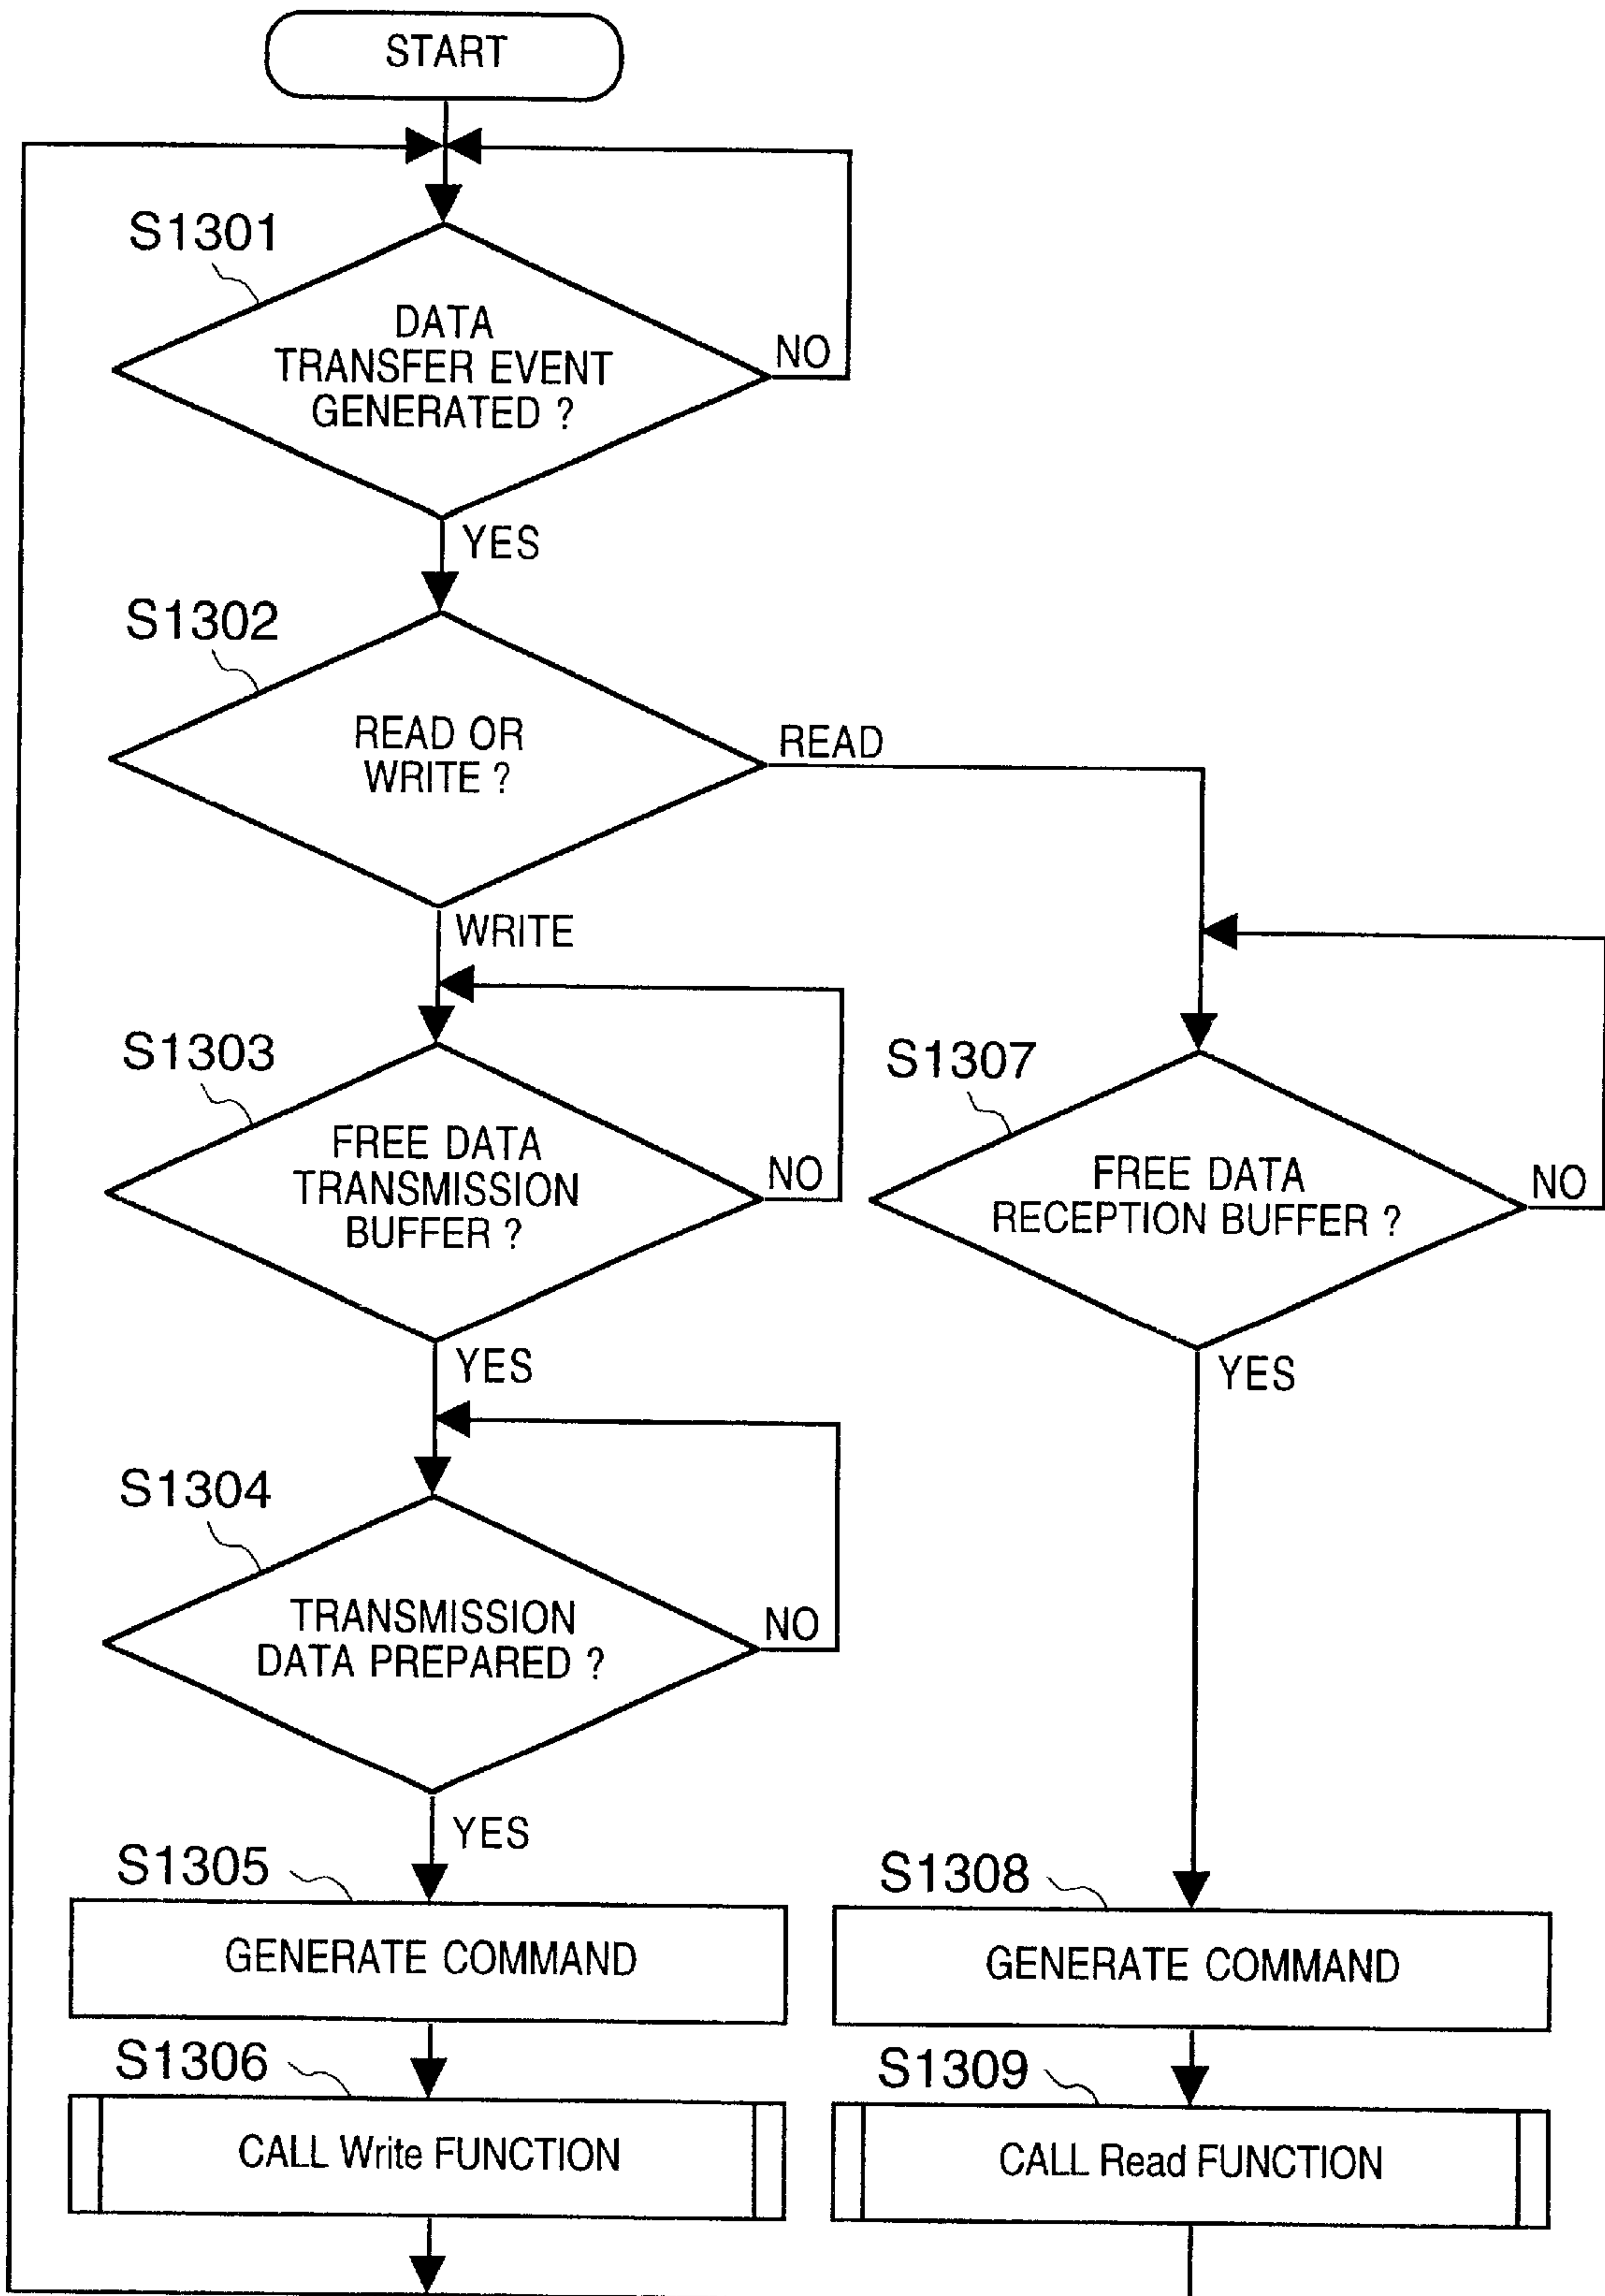 START
S1301
DATA
TRANSFER EVENT
GENERATED ?
NO
YES
S1302
READ OR
WRITE ?
READ
WRITE
S1303
FREE DATA
TRANSMISSION
BUFFER ?
NO
S1307
FREE DATA
RECEPTION BUFFER ?
NO
YES
YES
S1304
TRANSMISSION
DATA PREPARED ?
NO
YES
S1305
GENERATE COMMAND
S1308
GENERATE COMMAND
S1306
CALL Write FUNCTION
S1309
CALL Read FUNCTION